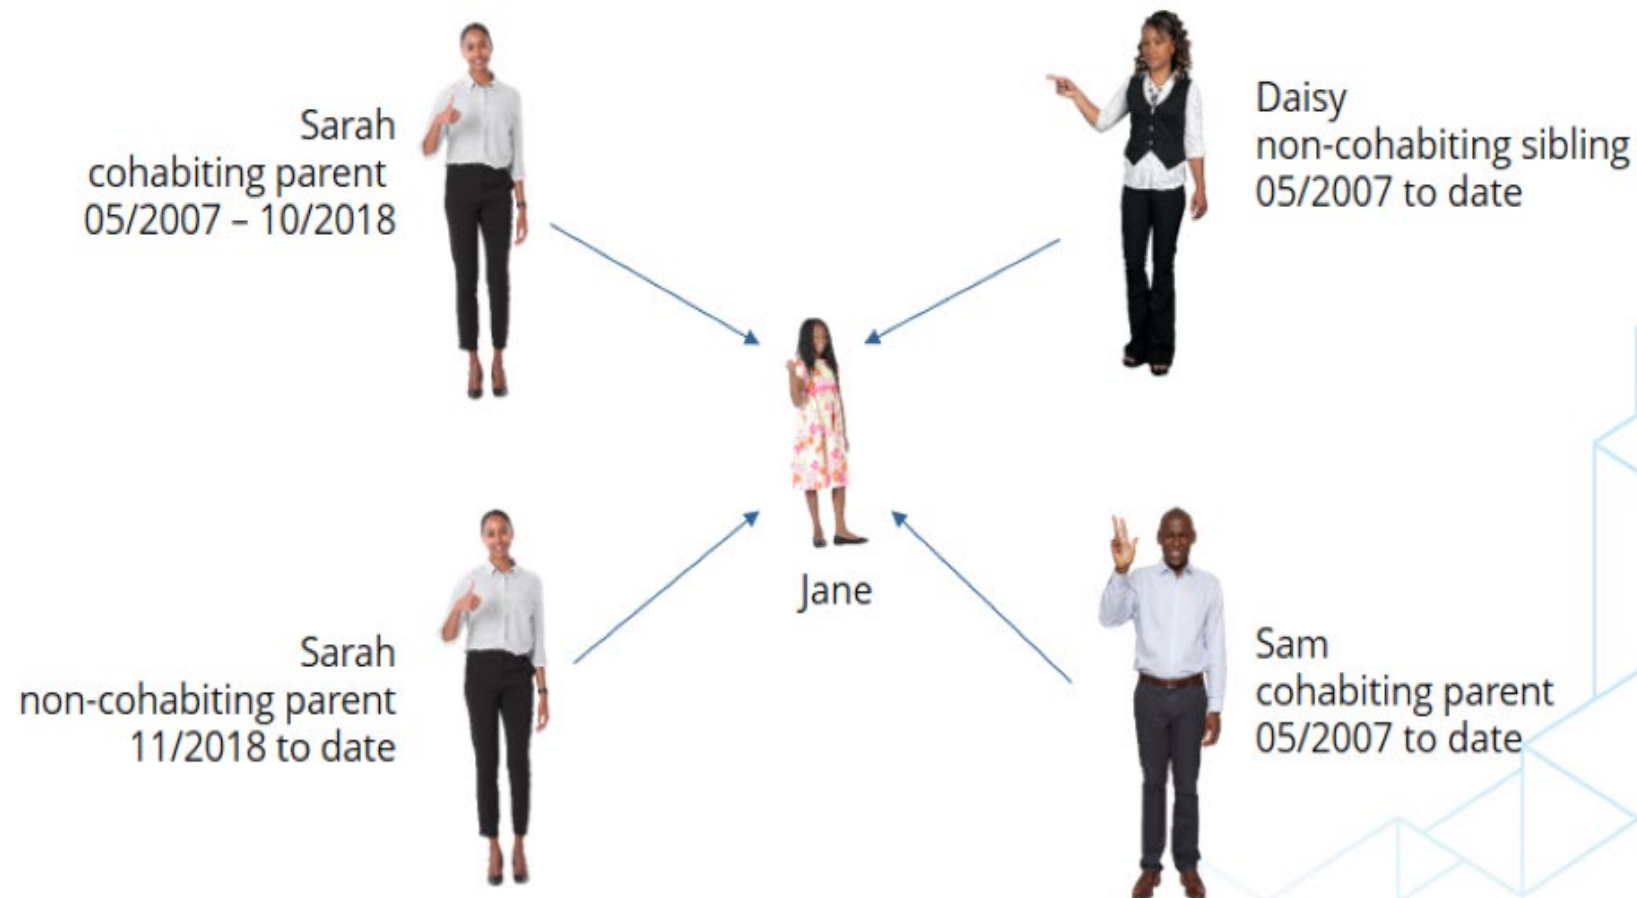 Sarah
cohabiting parent
05/2007 – 10/2018
Daisy
non-cohabiting sibling
05/2007 to date
Jane
Sarah
non-cohabiting parent
11/2018 to date
Sam
cohabiting parent
05/2007 to date